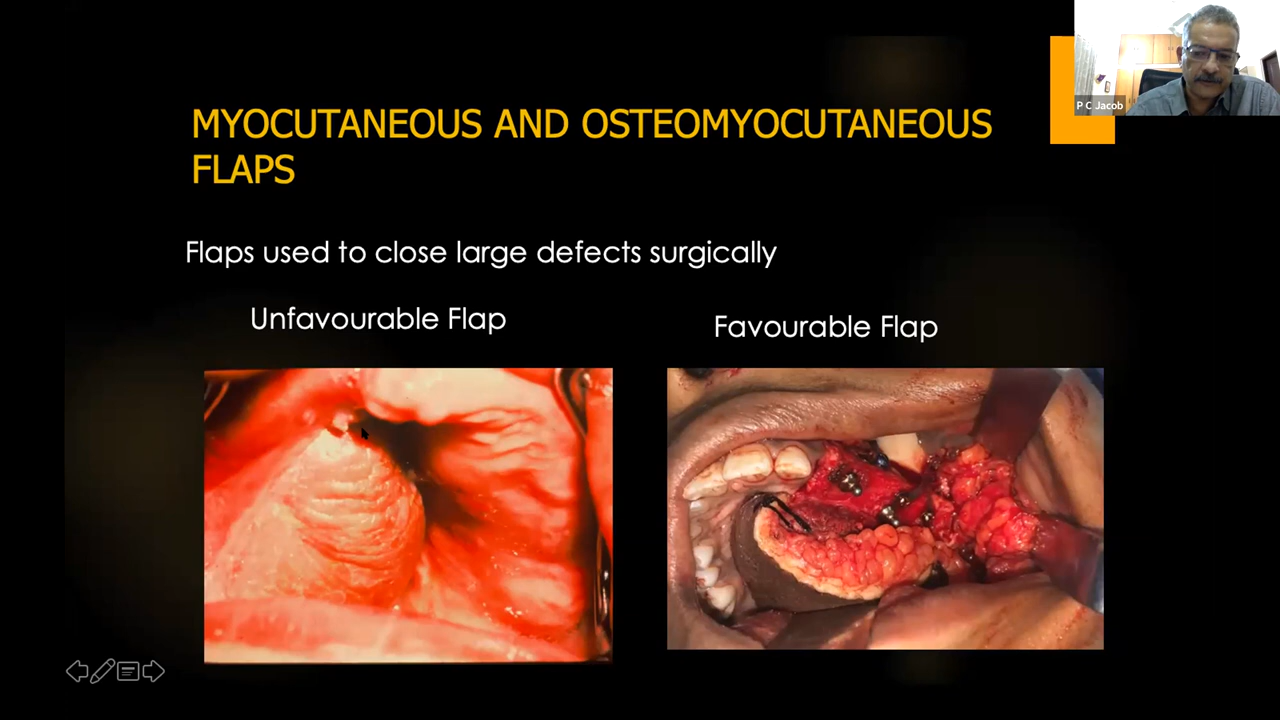 P C Jacob
MYOCUTANEOUS AND OSTEOMYOCUTANEOUS
FLAPS
Flaps used to close large defects surgically
Unfavourable Flap
Favourable Flap